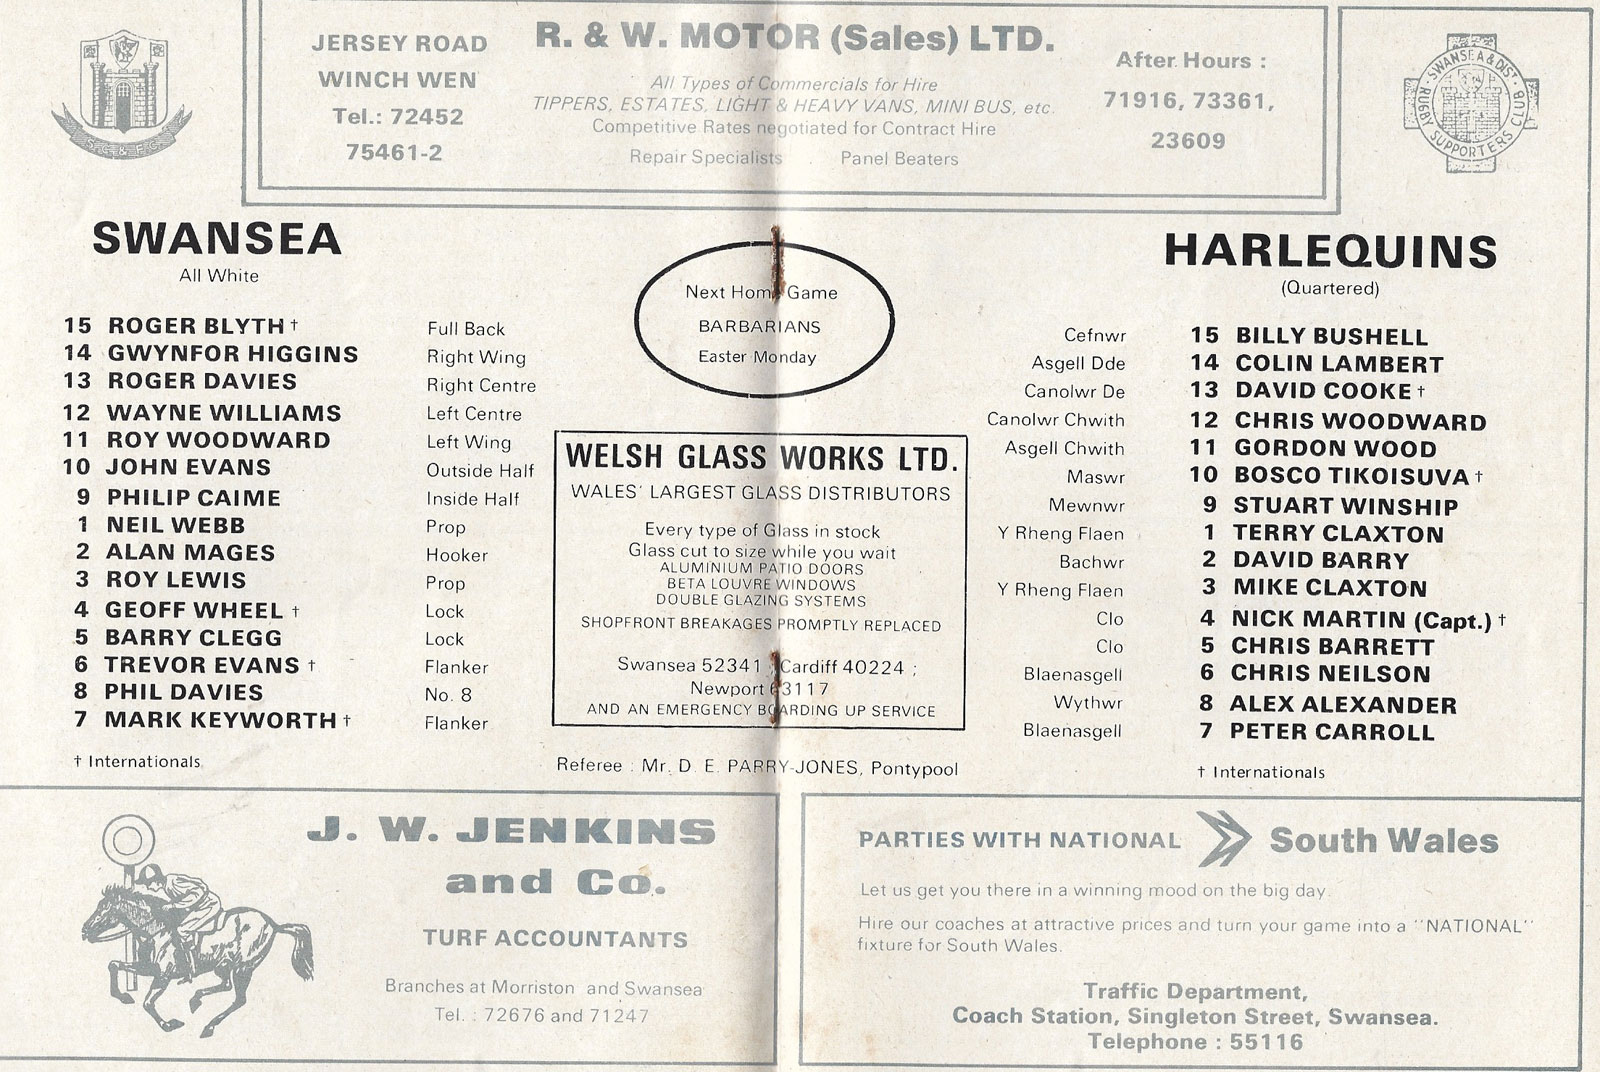 S.C. & F.C.
JERSEY ROAD
WINCH WEN
Tel.: 72452
75461-2
R. & W. MOTOR (Sales) LTD.
All Types of Commercials for Hire
TIPPERS, ESTATES, LIGHT & HEAVY VANS, MINI BUS, etc.
Competitive Rates negotiated for Contract Hire
Repair Specialists . Panel Beaters
After Hours :
71916, 73361,
23609
SWANSEA & DIST.
RUGBY SUPPORTERS CLUB
SWANSEA
All White
15 ROGER BLYTH † Full Back
14 GWYNFOR HIGGINS Right Wing
13 ROGER DAVIES Right Centre
12 WAYNE WILLIAMS Left Centre
11 ROY WOODWARD Left Wing
10 JOHN EVANS Outside Half
9 PHILIP CAIME Inside Half
1 NEIL WEBB Prop
2 ALAN MAGES Hooker
3 ROY LEWIS Prop
4 GEOFF WHEEL † Lock
5 BARRY CLEGG Lock
6 TREVOR EVANS † Flanker
8 PHIL DAVIES No. 8
7 MARK KEYWORTH † Flanker
† Internationals
Next Home Game
BARBARIANS
Easter Monday
WELSH GLASS WORKS LTD.
WALES' LARGEST GLASS DISTRIBUTORS
Every type of Glass in stock
Glass cut to size while you wait
ALUMINIUM PATIO DOORS
BETA LOUVRE WINDOWS
DOUBLE GLAZING SYSTEMS
SHOPFRONT BREAKAGES PROMPTLY REPLACED
Swansea 52341 ; Cardiff 40224 ;
Newport 63117
AND AN EMERGENCY BOARDING UP SERVICE
Referee : Mr. D. E. PARRY-JONES, Pontypool
HARLEQUINS
(Quartered)
Cefnwr 15 BILLY BUSHELL
Asgell Dde 14 COLIN LAMBERT
Canolwr De 13 DAVID COOKE †
Canolwr Chwith 12 CHRIS WOODWARD
Asgell Chwith 11 GORDON WOOD
Maswr 10 BOSCO TIKOISUVA †
Mewnwr 9 STUART WINSHIP
Y Rheng Flaen 1 TERRY CLAXTON
Bachwr 2 DAVID BARRY
Y Rheng Flaen 3 MIKE CLAXTON
Clo 4 NICK MARTIN (Capt.) †
Clo 5 CHRIS BARRETT
Blaenasgell 6 CHRIS NEILSON
Wythwr 8 ALEX ALEXANDER
Blaenasgell 7 PETER CARROLL
† Internationals
J. W. JENKINS
and Co.
TURF ACCOUNTANTS
Branches at Morriston and Swansea
Tel. : 72676 and 71247
PARTIES WITH NATIONAL South Wales
Let us get you there in a winning mood on the big day.
Hire our coaches at attractive prices and turn your game into a "NATIONAL"
fixture for South Wales.
Traffic Department,
Coach Station, Singleton Street, Swansea.
Telephone : 55116